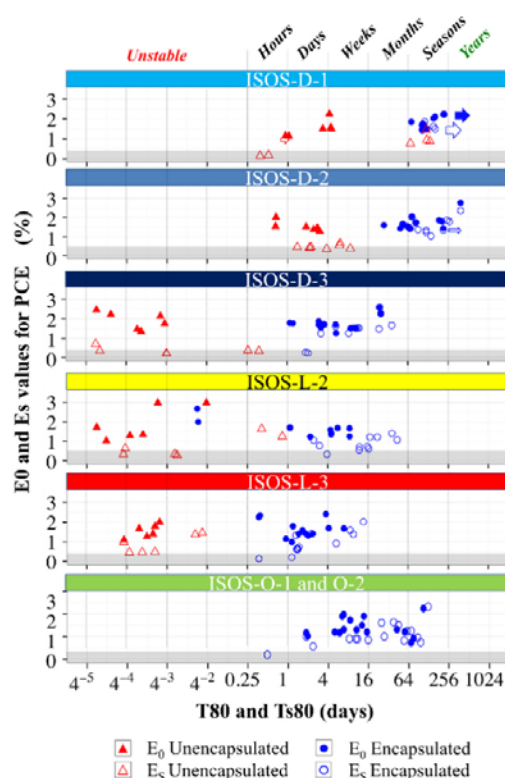 Unstable Hours Days Weeks Months Seasons Years
ISOS-D-1
3
2
1
0
ISOS-D-2
3
2
1
0
ISOS-D-3
3
2
1
0
ISOS-L-2
3
2
1
0
ISOS-L-3
3
2
1
0
ISOS-O-1 and O-2
3
2
1
0
E0 and Es values for PCE (%)
4⁻⁵ 4⁻⁴ 4⁻³ 4⁻² 0.25 1 4 16 64 256 1024
T80 and Ts80 (days)
E₀ Unencapsulated E₀ Encapsulated
E_S Unencapsulated E_S Encapsulated